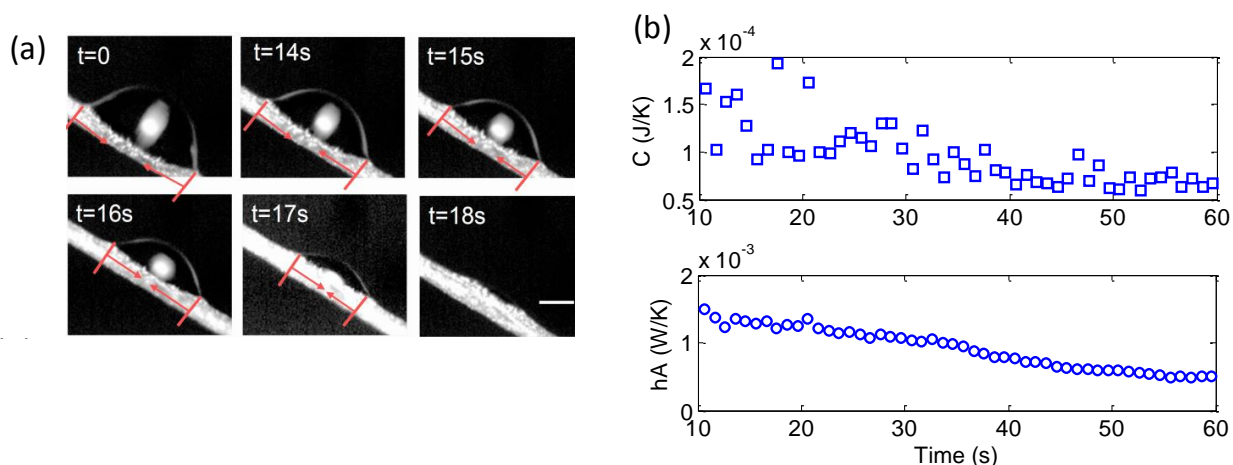 (a)
t=0
t=14s
t=15s
t=16s
t=17s
t=18s
(b)
x 10⁻⁴
2
1.5
1
0.5
C (J/K)
10 20 30 40 50 60
x 10⁻³
2
1
0
hA (W/K)
10 20 30 40 50 60
Time (s)